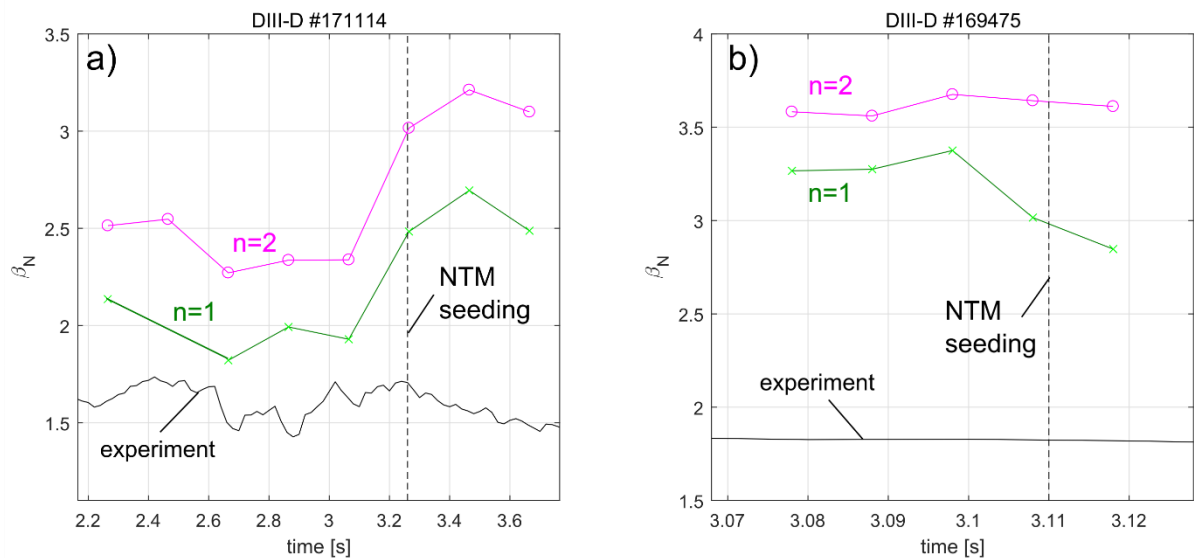 DIII-D #171114
a)
3.5
3
2.5
2
1.5
βN
n=2
n=1
NTM
seeding
experiment
2.2
2.4
2.6
2.8
3
3.2
3.4
3.6
time [s]
DIII-D #169475
b)
4
3.5
3
2.5
2
1.5
βN
n=2
n=1
NTM
seeding
experiment
3.07
3.08
3.09
3.1
3.11
3.12
time [s]